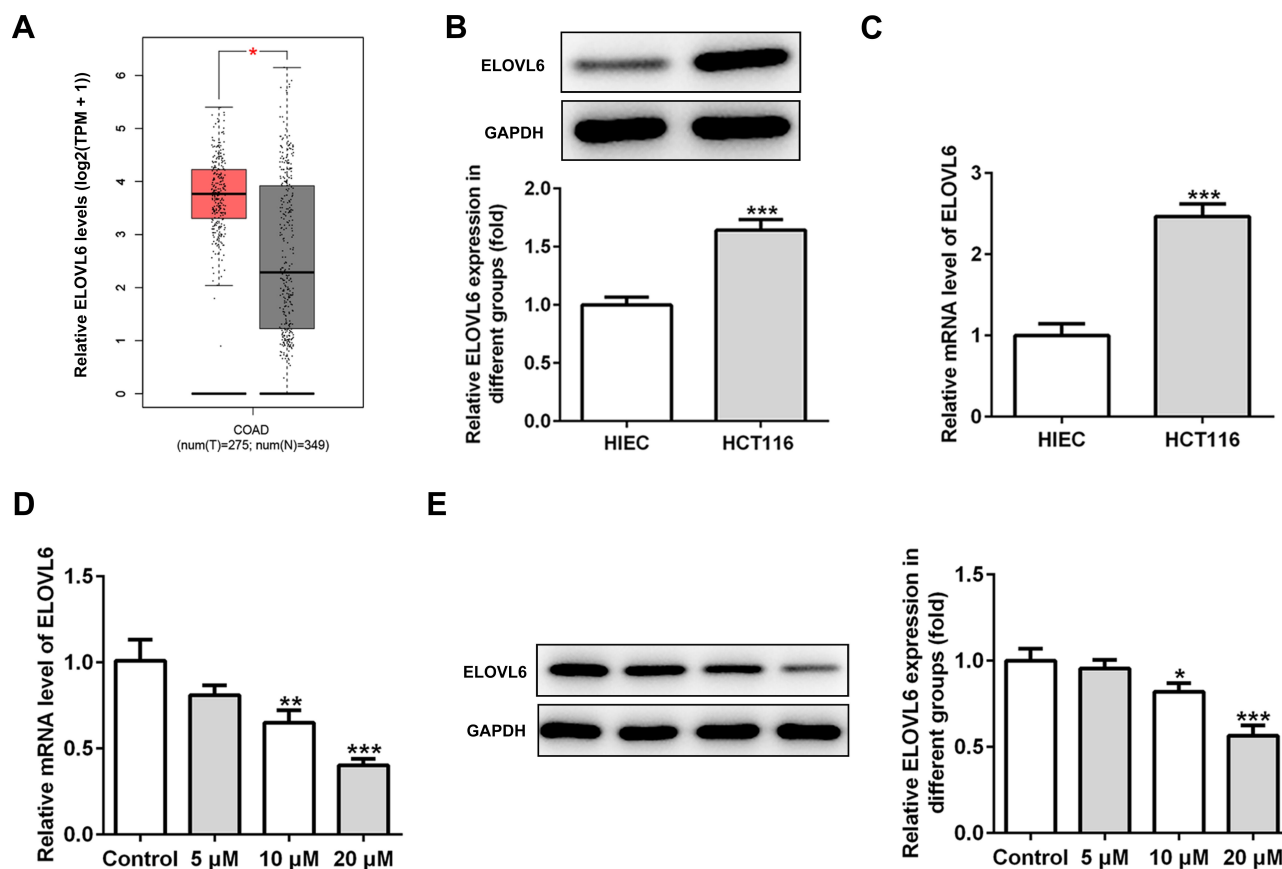 A
Relative ELOVL6 levels (log2(TPM + 1))
6
5
4
3
2
1
0
*
COAD
(num(T)=275; num(N)=349)
B
ELOVL6
GAPDH
Relative ELOVL6 expression in
different groups (fold)
2.0
1.5
1.0
0.5
0.0
***
HIEC HCT116
C
Relative mRNA level of ELOVL6
3
2
1
0
***
HIEC HCT116
D
Relative mRNA level of ELOVL6
1.5
1.0
0.5
0.0
**
***
Control 5 μM 10 μM 20 μM
E
ELOVL6
GAPDH
Relative ELOVL6 expression in
different groups (fold)
1.5
1.0
0.5
0.0
*
***
Control 5 μM 10 μM 20 μM